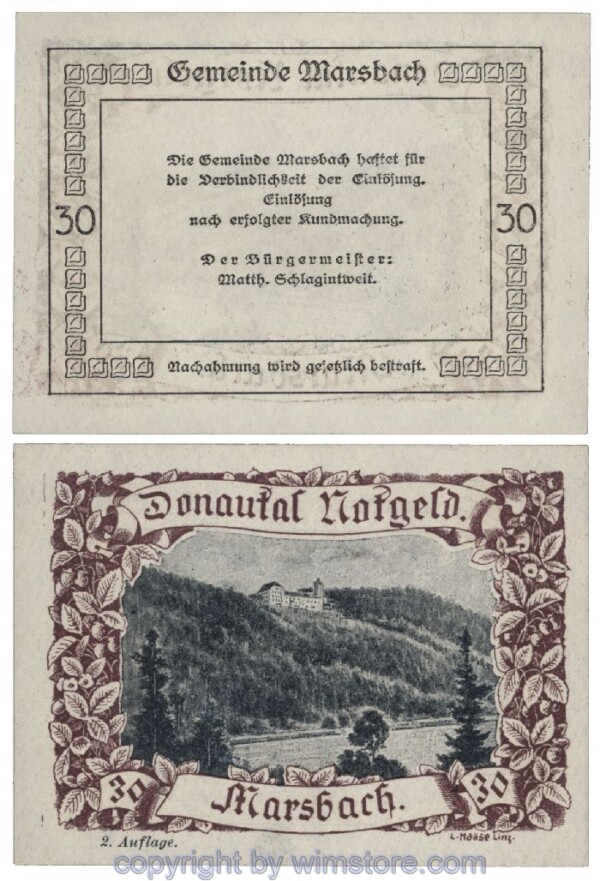 Gemeinde Marsbach
Die Gemeinde Marsbach haftet für
die Verbindlichkeit der Einlösung.
Einlösung
nach erfolgter Kundmachung.
30 30
Der Bürgermeister:
Matth. Schlagintweit.
Nachahmung wird gesetzlich bestraft.
Donautal Notgeld.
30 Marsbach. 30
2. Auflage.
L. Haase Linz.
copyright by wimstore.com